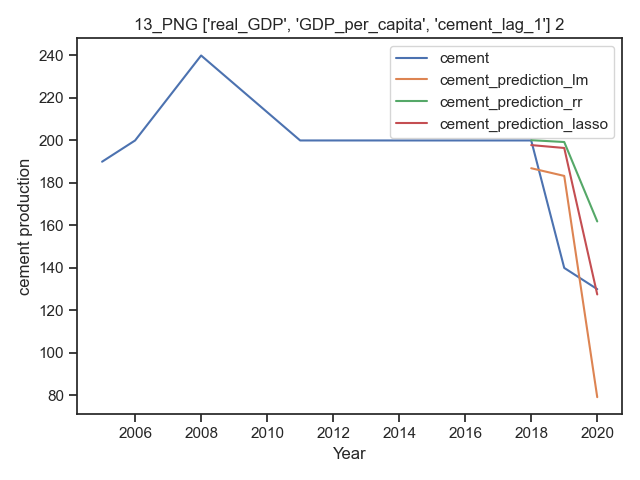 13_PNG ['real_GDP', 'GDP_per_capita', 'cement_lag_1'] 2
cement
cement_prediction_lm
cement_prediction_rr
cement_prediction_lasso
cement production
240
220
200
180
160
140
120
100
80
2006 2008 2010 2012 2014 2016 2018 2020
Year